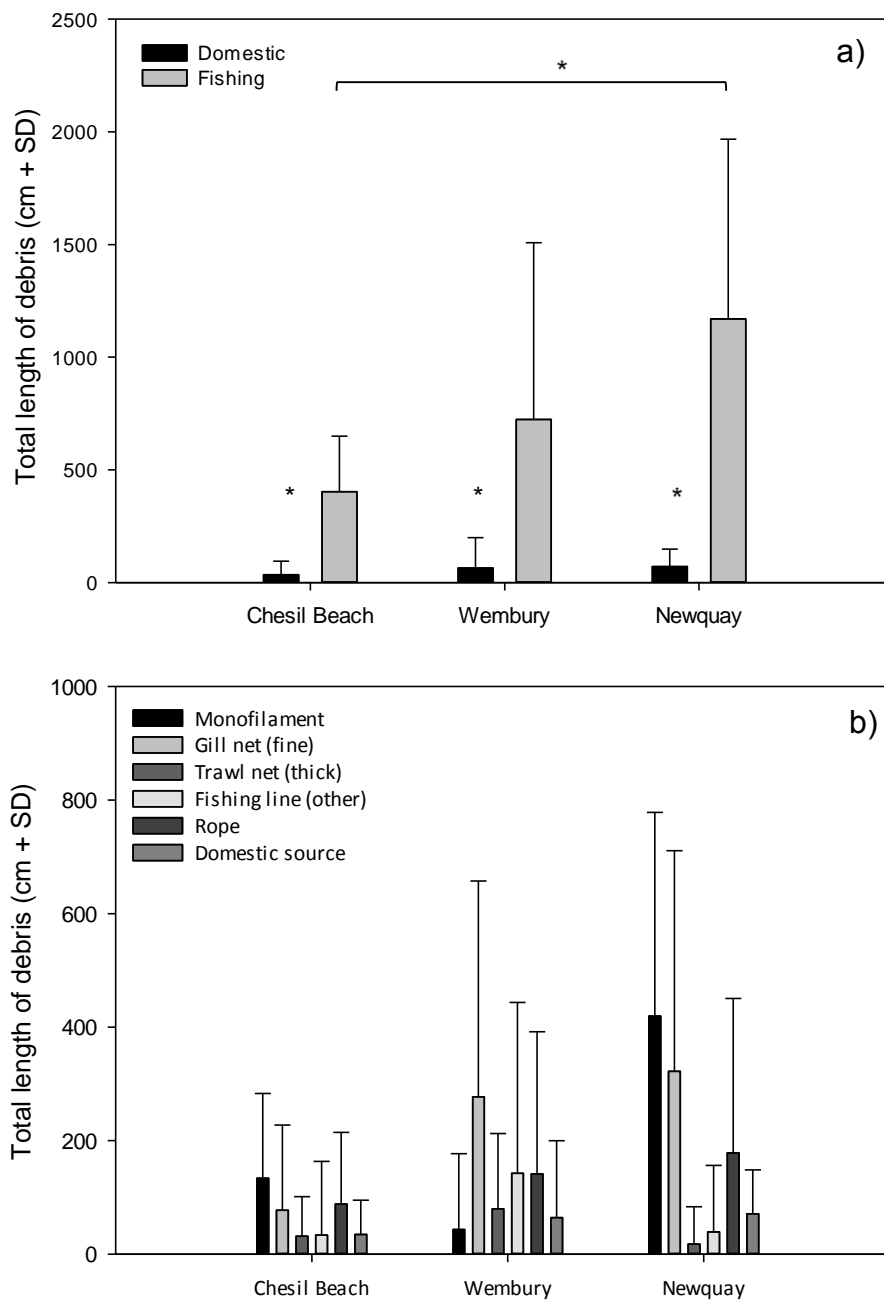 a)
Domestic
Fishing
*
* * *
Total length of debris (cm + SD)
2500
2000
1500
1000
500
0
Chesil Beach Wembury Newquay
b)
Monofilament
Gill net (fine)
Trawl net (thick)
Fishing line (other)
Rope
Domestic source
Total length of debris (cm + SD)
1000
800
600
400
200
0
Chesil Beach Wembury Newquay